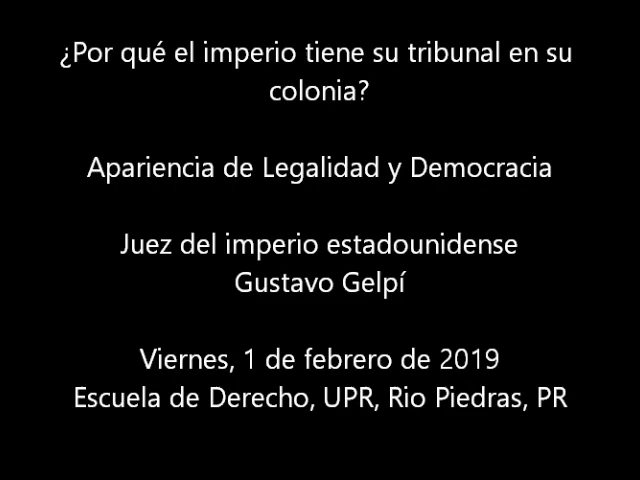 ¿Por qué el imperio tiene su tribunal en su
colonia?
Apariencia de Legalidad y Democracia
Juez del imperio estadounidense
Gustavo Gelpí
Viernes, 1 de febrero de 2019
Escuela de Derecho, UPR, Rio Piedras, PR